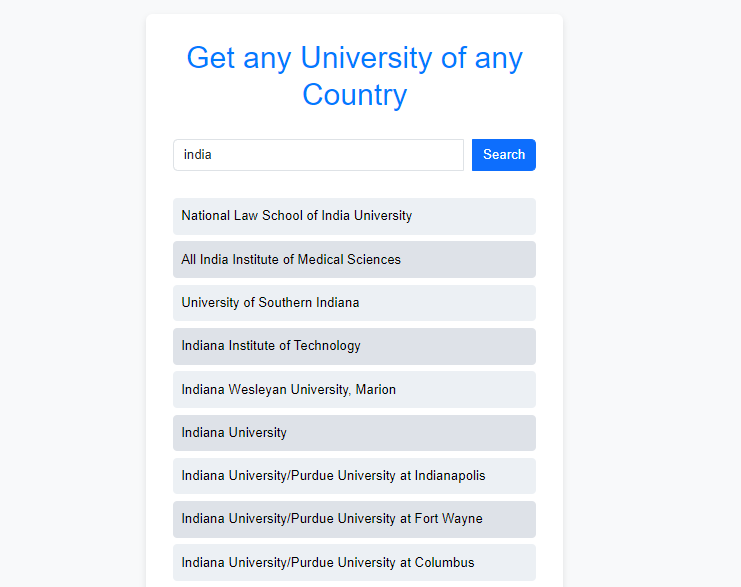 Get any University of any
Country
india
Search
National Law School of India University
All India Institute of Medical Sciences
University of Southern Indiana
Indiana Institute of Technology
Indiana Wesleyan University, Marion
Indiana University
Indiana University/Purdue University at Indianapolis
Indiana University/Purdue University at Fort Wayne
Indiana University/Purdue University at Columbus